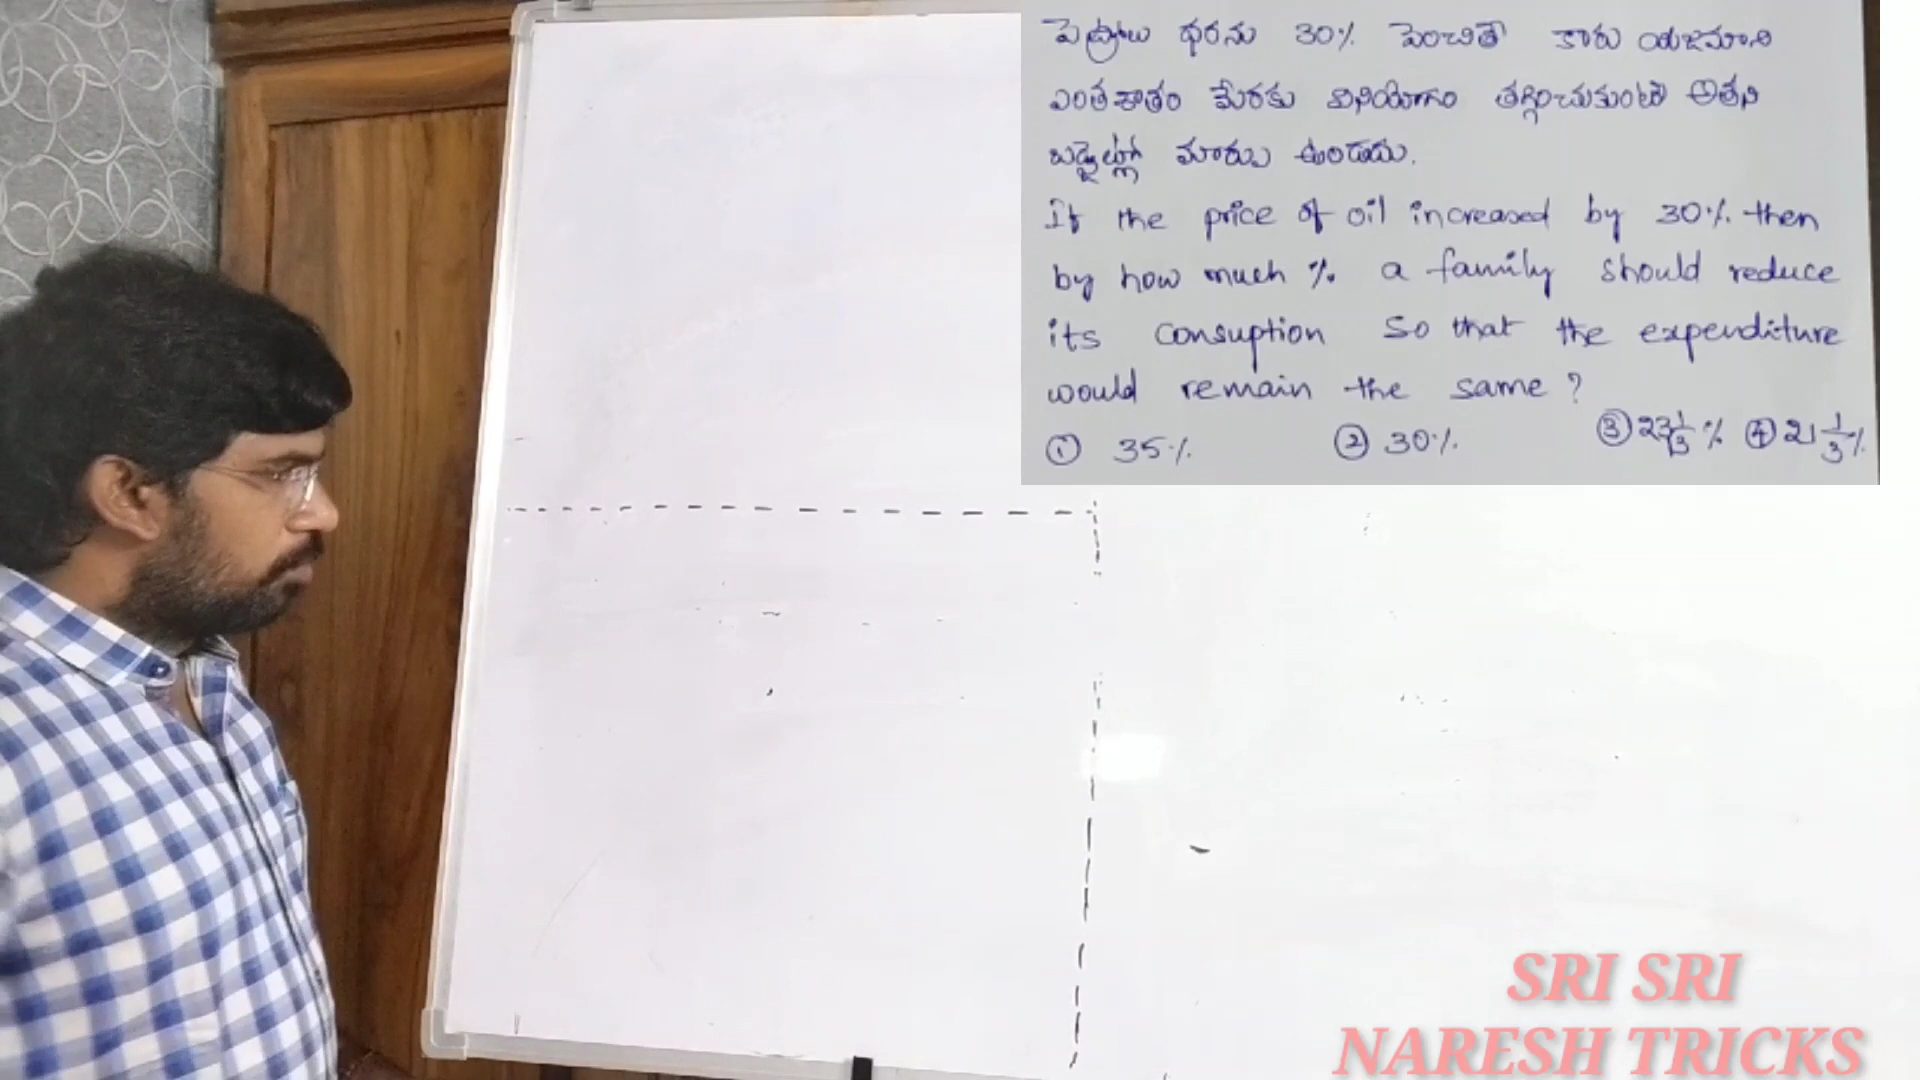 పెట్రోలు ధరను 30% పెంచితే కారు యజమాని
ఎంతశాతం మేరకు వినియోగం తగ్గించుకుంటే అతని
బడ్జెట్లో మార్పు ఉండదు.
If the price of oil increased by 30% then
by how much % a family should reduce
its consuption so that the expenditure
would remain the same ?
① 35% ② 30% ③ 23 1/13 % ④ 21 1/3 %
SRI SRI
NARESH TRICKS